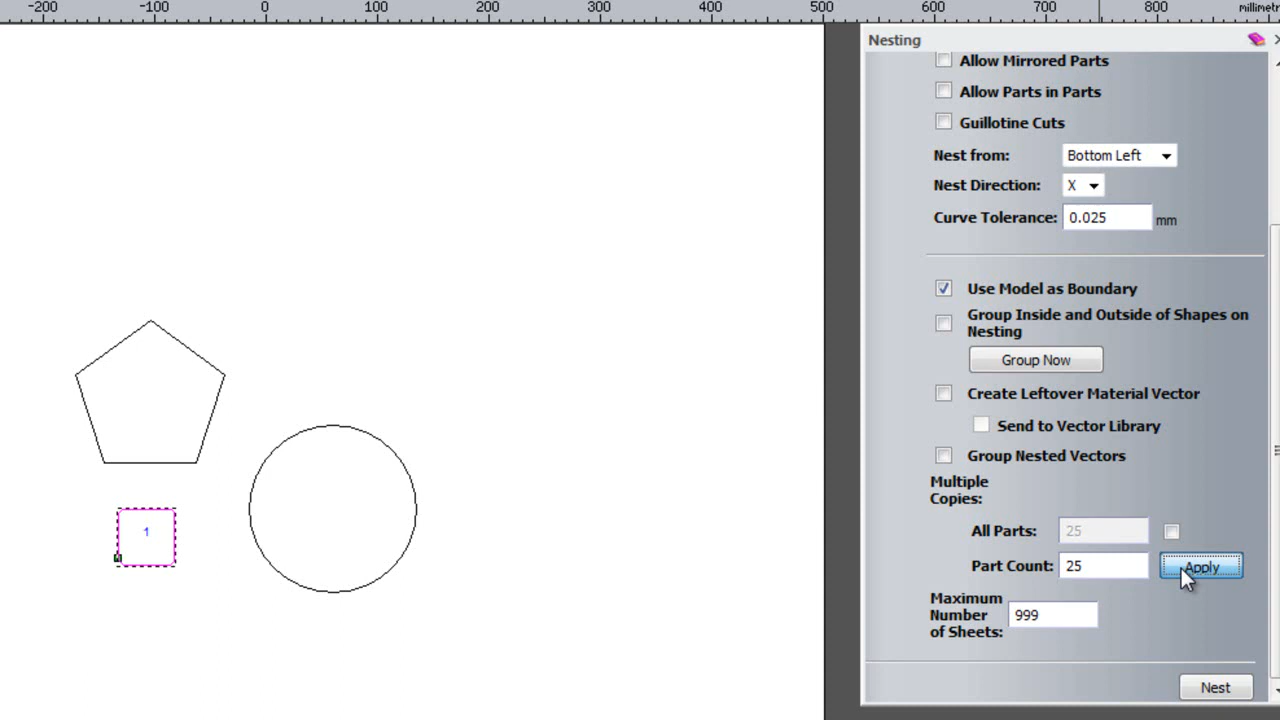 -200 -100 0 100 200 300 400 500 600 700 800 millimetr
Nesting
Allow Mirrored Parts
Allow Parts in Parts
Guillotine Cuts
Nest from: Bottom Left
Nest Direction: X
Curve Tolerance: 0.025 mm
Use Model as Boundary
Group Inside and Outside of Shapes on
Nesting
Group Now
Create Leftover Material Vector
Send to Vector Library
Group Nested Vectors
Multiple
Copies:
All Parts: 25
Part Count: 25 Apply
1
Maximum
Number
of Sheets: 999
Nest